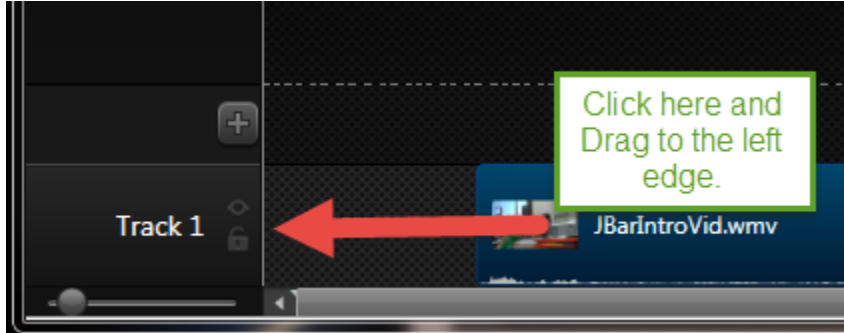 Click here and
Drag to the left
edge.
Track 1
JBarIntroVid.wmv